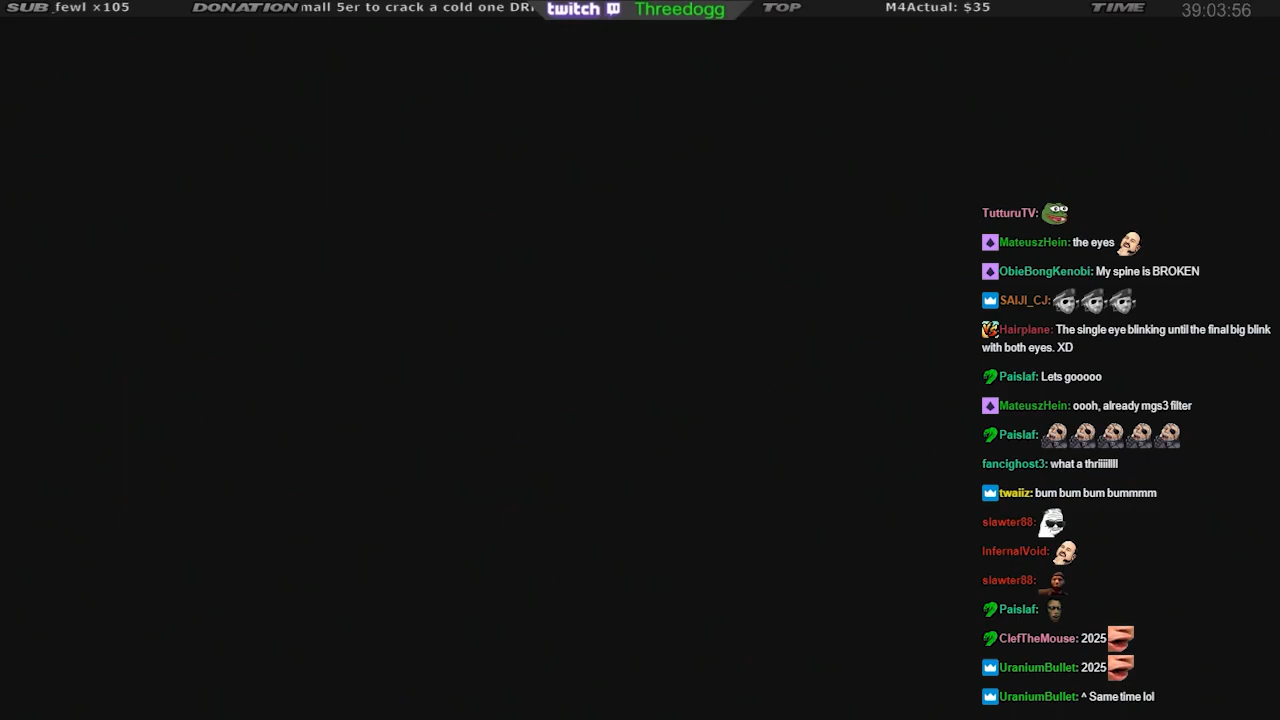 SUB fewl x105 DONATION mall 5er to crack a cold one twitch Threedogg TOP M4Actual: $35 TIME 39:03:56
TutturuTV:
MateuszHein: the eyes
ObieBongKenobi: My spine is BROKEN
SAIJI_CJ:
Hairplane: The single eye blinking until the final big blink
with both eyes. XD
Paislaf: Lets gooooo
MateuszHein: oooh, already mgs3 filter
Paislaf:
fancighost3: what a thriiiiillll
twaiiz: bum bum bum bummmm
slawter88:
InfernalVoid:
slawter88:
Paislaf:
ClefTheMouse: 2025
UraniumBullet: 2025
UraniumBullet: ^ Same time lol